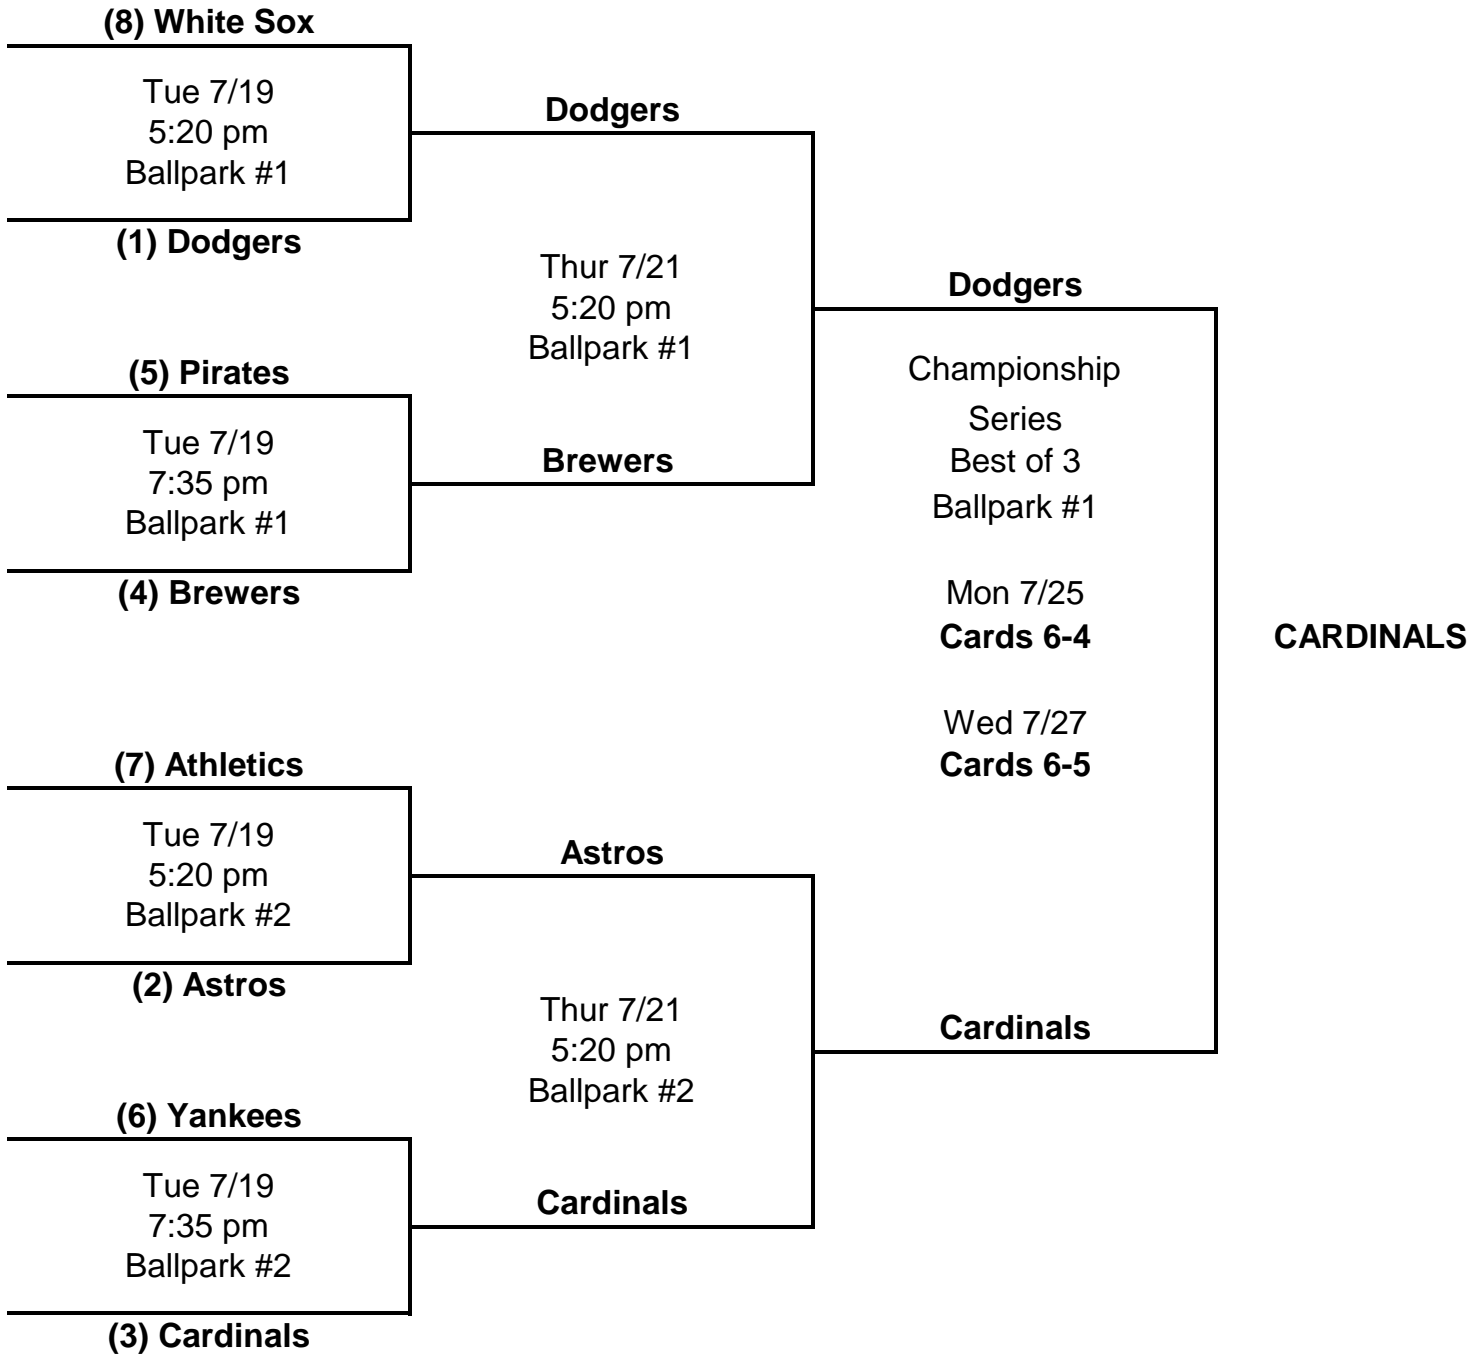 (8) White Sox
Tue 7/19
5:20 pm
Ballpark #1
(1) Dodgers
Dodgers
(5) Pirates
Tue 7/19
7:35 pm
Ballpark #1
(4) Brewers
Brewers
Thur 7/21
5:20 pm
Ballpark #1
Dodgers
(7) Athletics
Tue 7/19
5:20 pm
Ballpark #2
(2) Astros
Astros
(6) Yankees
Tue 7/19
7:35 pm
Ballpark #2
(3) Cardinals
Cardinals
Thur 7/21
5:20 pm
Ballpark #2
Cardinals
Championship
Series
Best of 3
Ballpark #1
Mon 7/25
Cards 6-4
Wed 7/27
Cards 6-5
CARDINALS